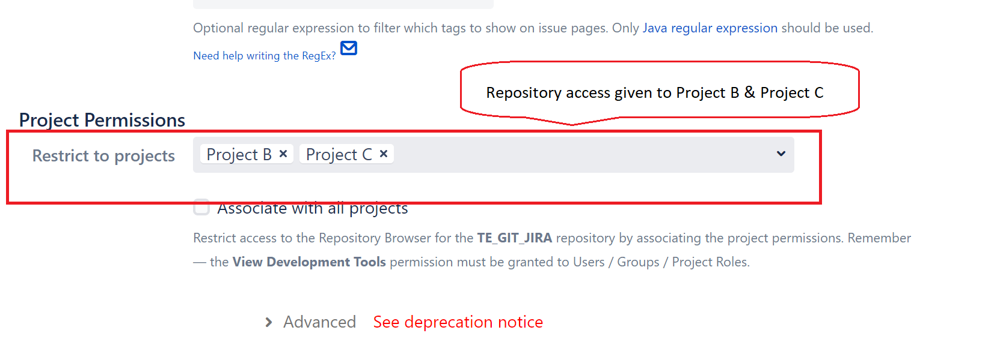 Optional regular expression to filter which tags to show on issue pages. Only Java regular expression should be used.
Need help writing the RegEx?
Repository access given to Project B & Project C
Project Permissions
Restrict to projects
Project B × Project C ×
Associate with all projects
Restrict access to the Repository Browser for the TE_GIT_JIRA repository by associating the project permissions. Remember
— the View Development Tools permission must be granted to Users / Groups / Project Roles.
Advanced See deprecation notice